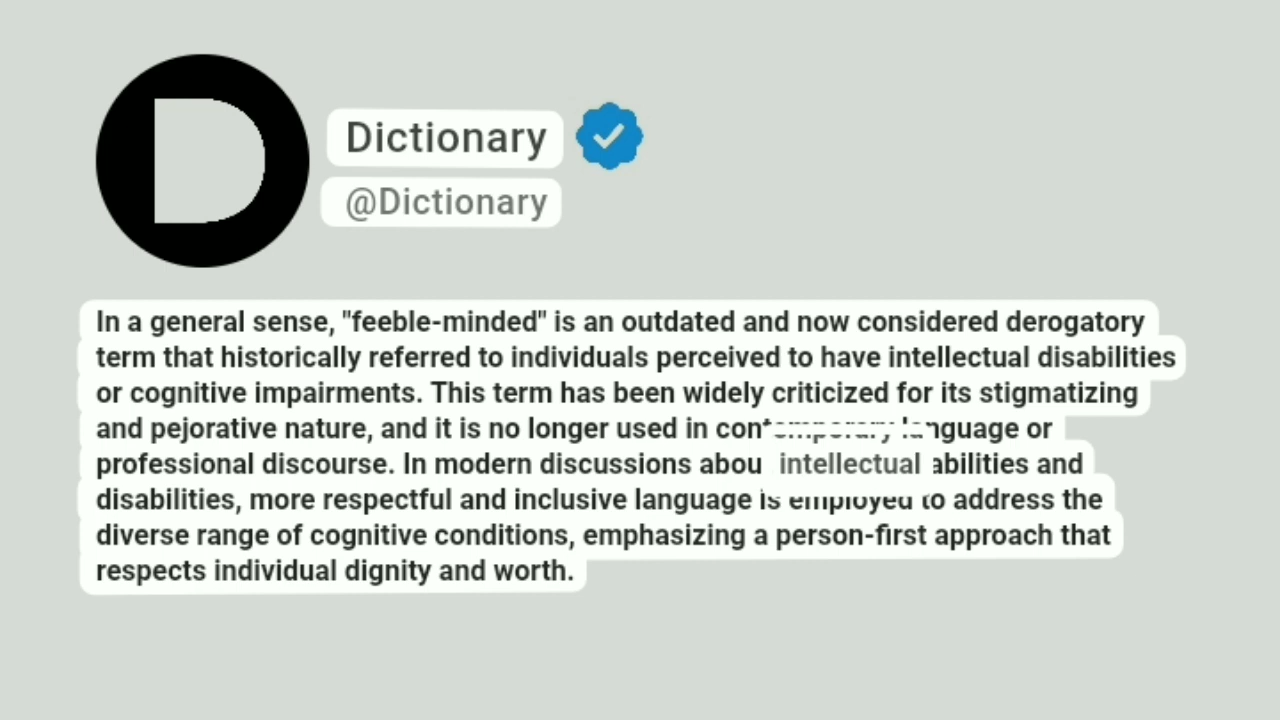 D
Dictionary
@Dictionary
In a general sense, "feeble-minded" is an outdated and now considered derogatory
term that historically referred to individuals perceived to have intellectual disabilities
or cognitive impairments. This term has been widely criticized for its stigmatizing
and pejorative nature, and it is no longer used in contemporary language or
professional discourse. In modern discussions abou intellectual abilities and
disabilities, more respectful and inclusive language is employed to address the
diverse range of cognitive conditions, emphasizing a person-first approach that
respects individual dignity and worth.